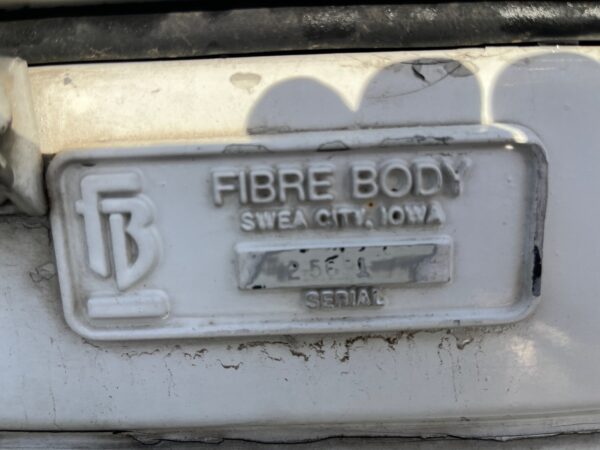 FB
FIBRE BODY
SWEA CITY, IOWA
SERIAL